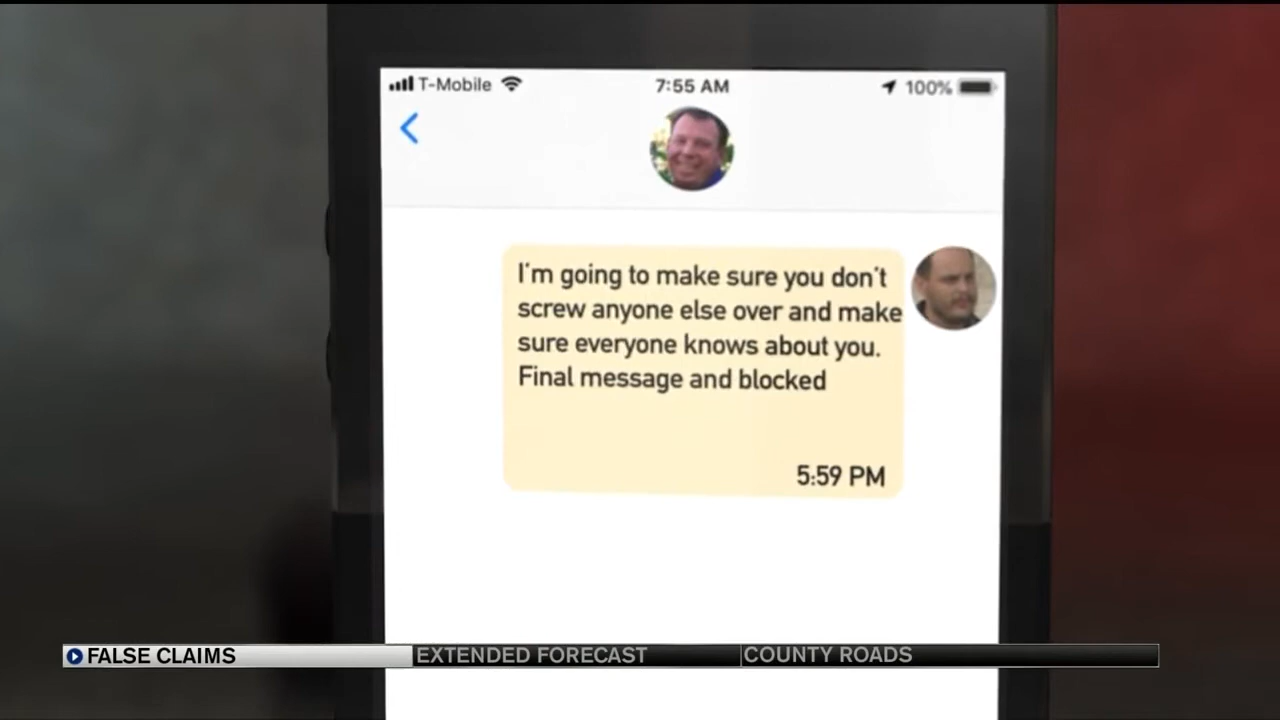 T-Mobile 7:55 AM 100%
I'm going to make sure you don't
screw anyone else over and make
sure everyone knows about you.
Final message and blocked
5:59 PM
FALSE CLAIMS EXTENDED FORECAST COUNTY ROADS